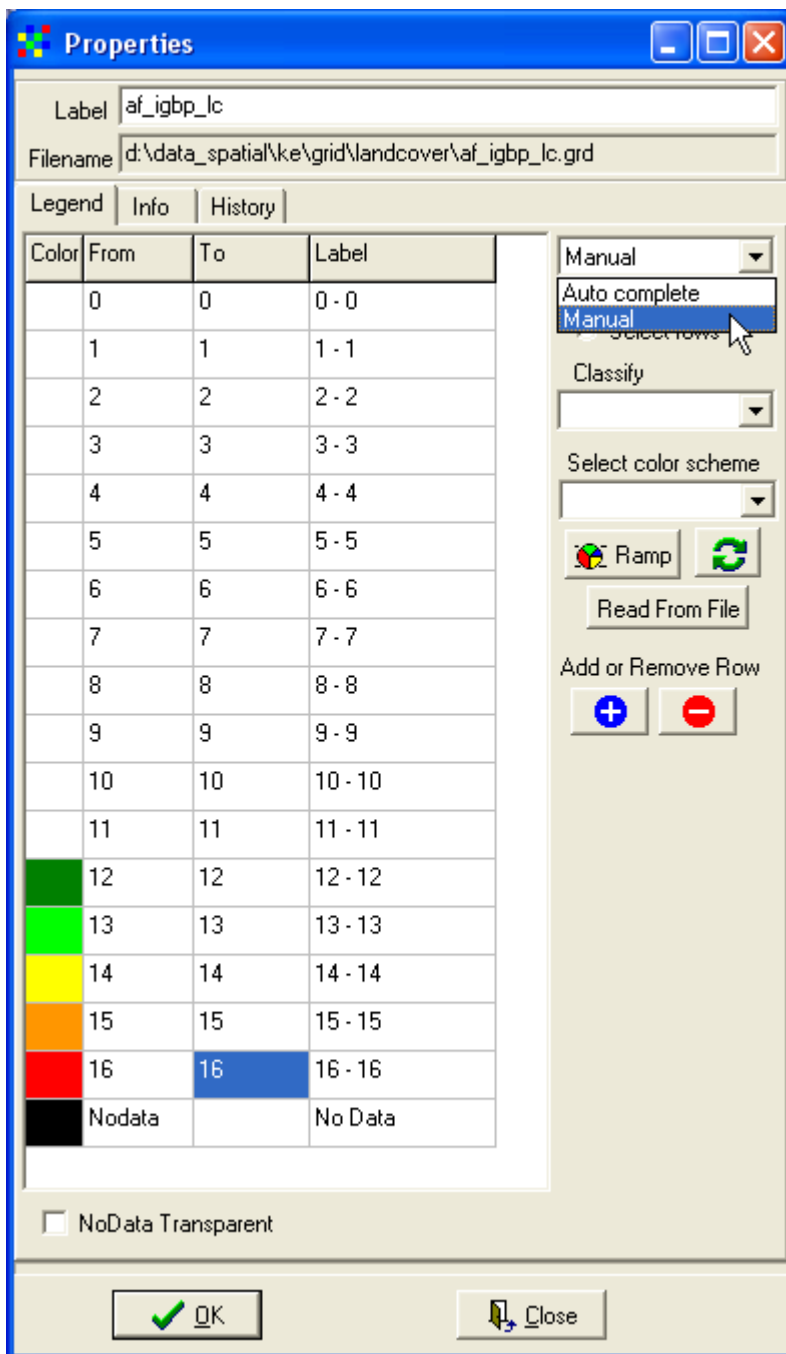 Properties
Label af_igbp_lc
Filename d:\data_spatial\ke\grid\landcover\af_igbp_lc.grd
Legend Info History
Color From To Label
0 0 0 - 0
1 1 1 - 1
2 2 2 - 2
3 3 3 - 3
4 4 4 - 4
5 5 5 - 5
6 6 6 - 6
7 7 7 - 7
8 8 8 - 8
9 9 9 - 9
10 10 10 - 10
11 11 11 - 11
12 12 12 - 12
13 13 13 - 13
14 14 14 - 14
15 15 15 - 15
16 16 16 - 16
Nodata No Data
Manual
Auto complete
Manual
Select rows
Classify
Select color scheme
Ramp
Read From File
Add or Remove Row
NoData Transparent
OK Close